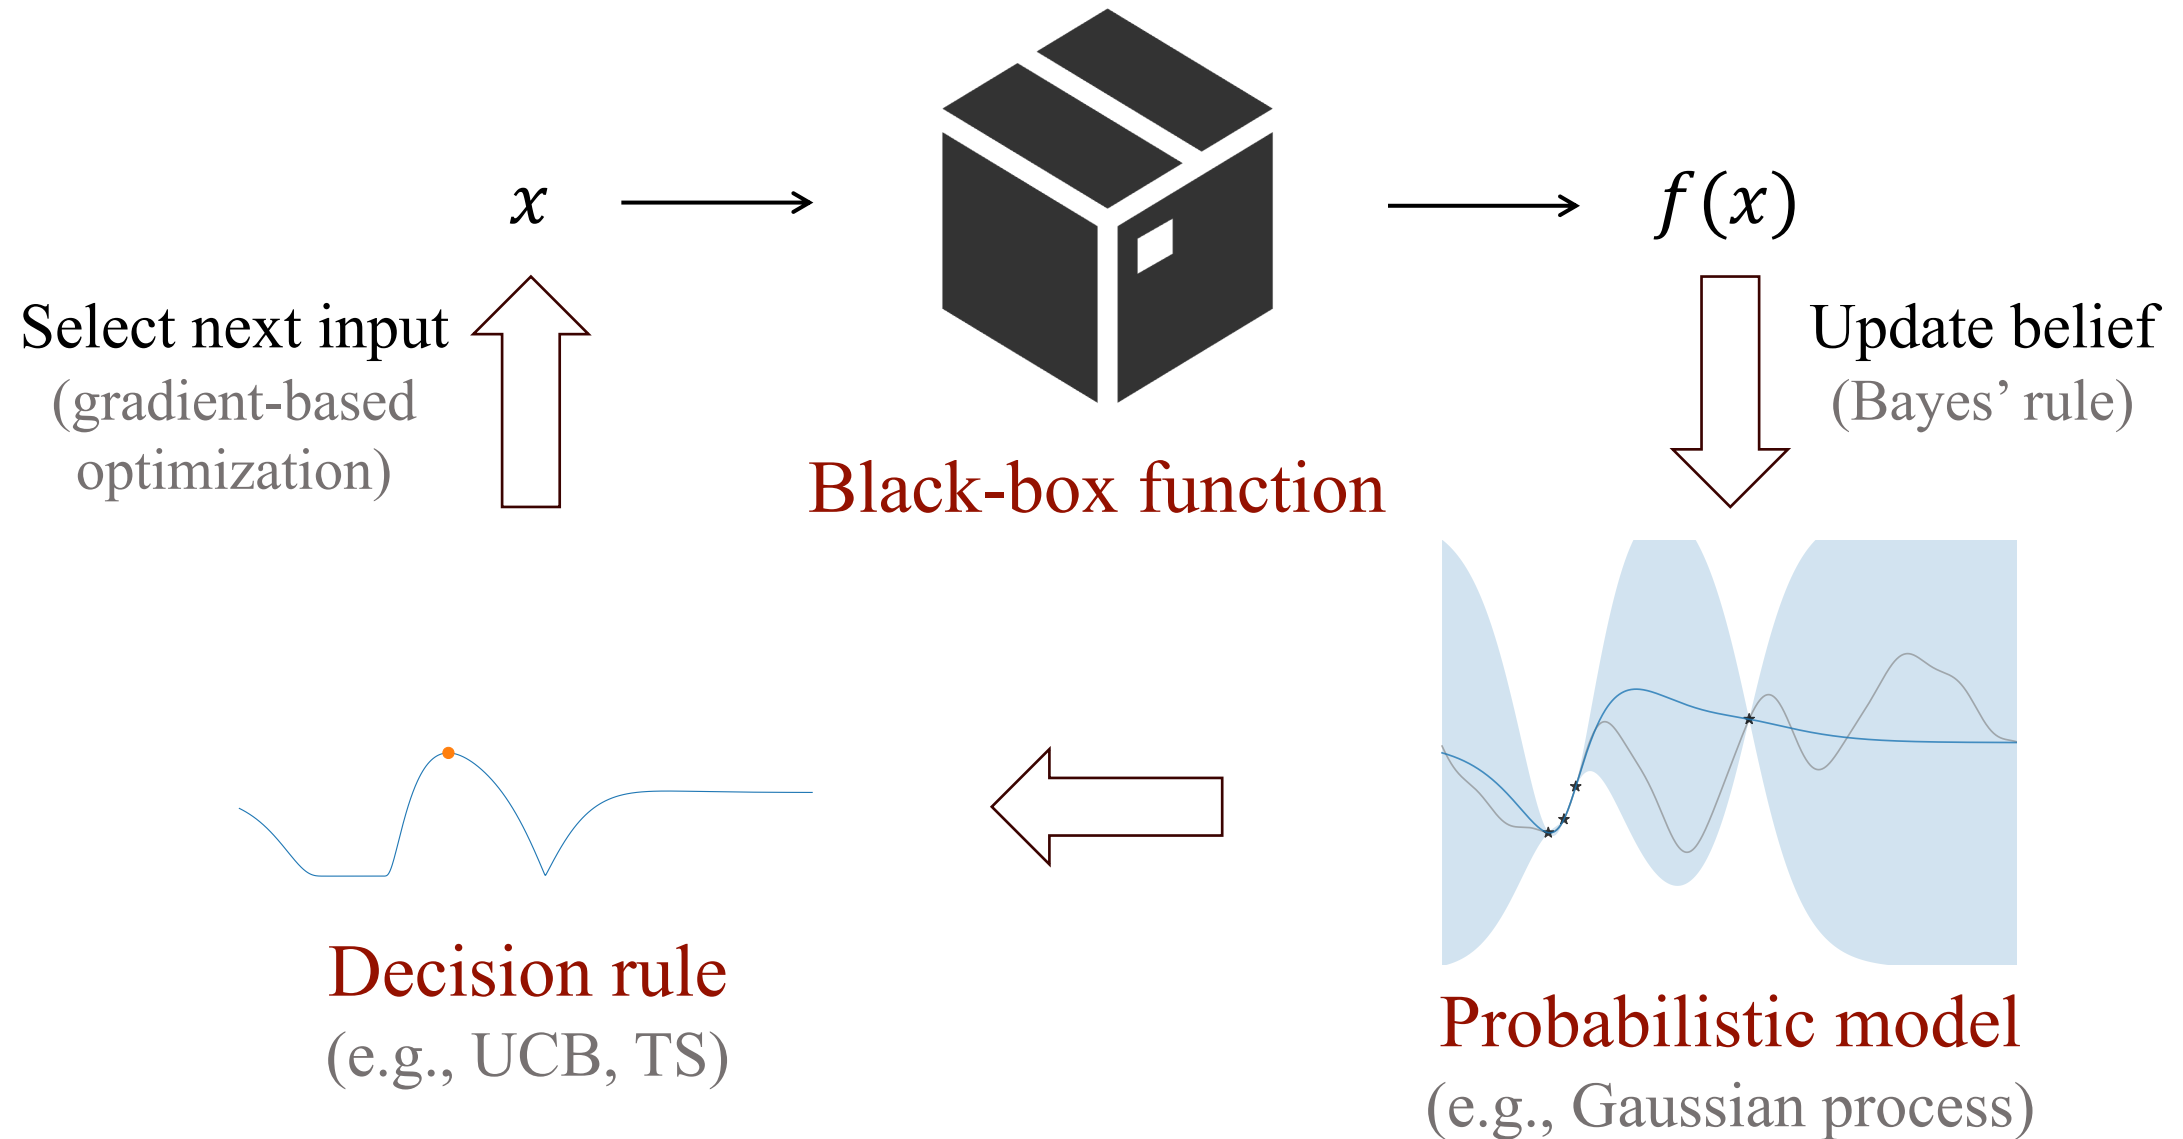 x
f(x)
Select next input
(gradient-based
optimization)
Update belief
(Bayes’ rule)
Black-box function
Decision rule
(e.g., UCB, TS)
Probabilistic model
(e.g., Gaussian process)